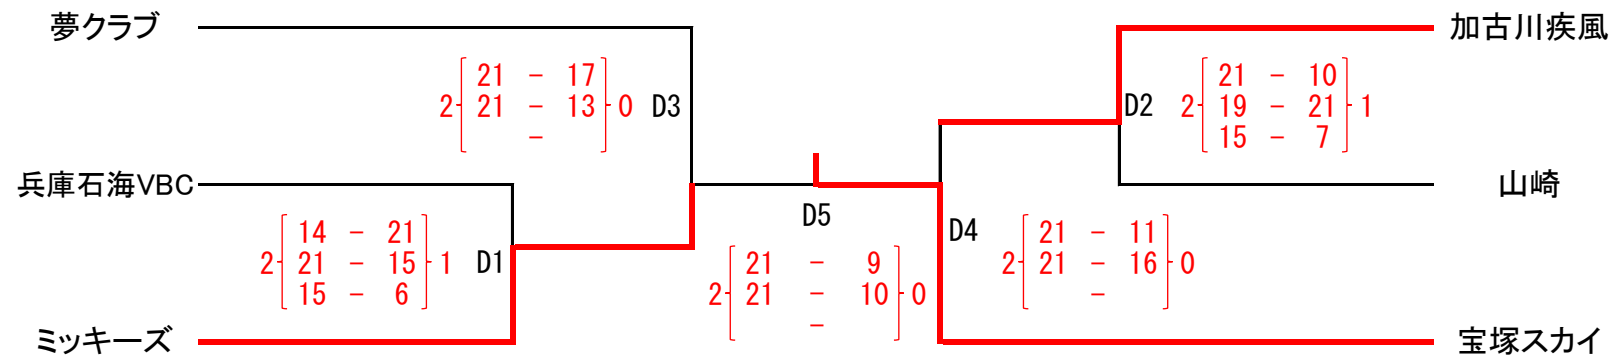 夢クラブ
加古川疾風
21 - 17
2 21 - 13 0
-
D3
D2
21 - 10
2 19 - 21 1
15 - 7
兵庫石海VBC
山崎
D5
14 - 21
2 21 - 15 1
15 - 6
D1
21 - 9
2 21 - 10 0
-
D4
21 - 11
2 21 - 16 0
-
ミッキーズ
宝塚スカイ